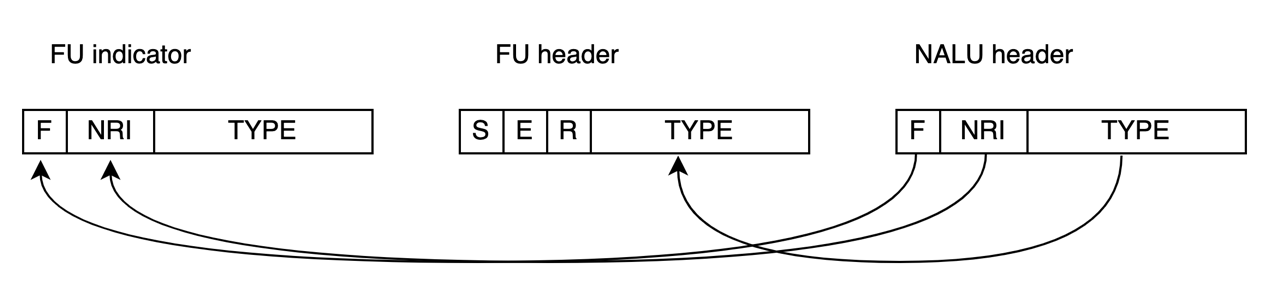 FU indicator FU header NALU header
F NRI TYPE S E R TYPE F NRI TYPE